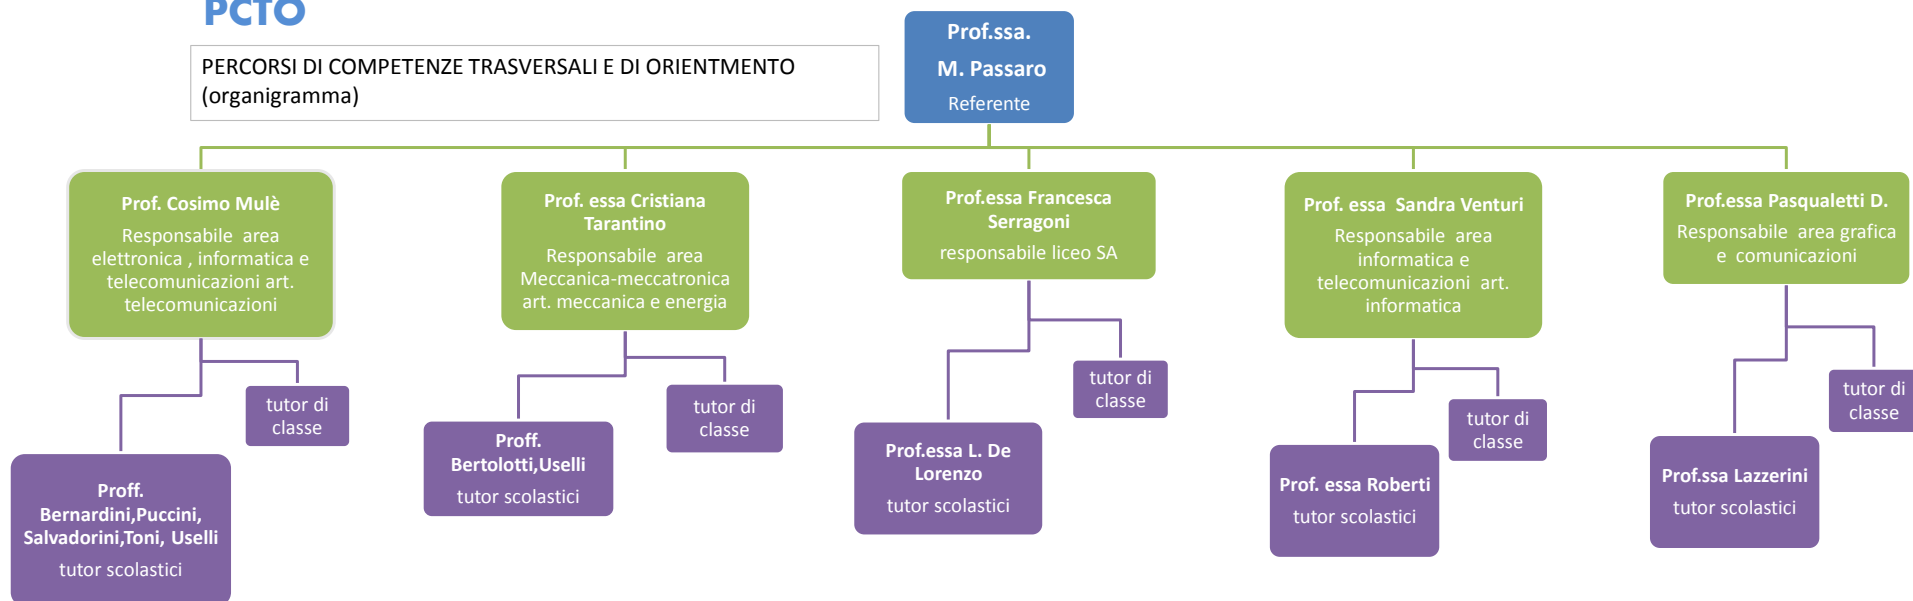 PCTO
PERCORSI DI COMPETENZE TRASVERSALI E DI ORIENTMENTO
(organigramma)
Prof.ssa.
M. Passaro
Referente
Prof. Cosimo Mulè
Responsabile area
elettronica , informatica e
telecomunicazioni art.
telecomunicazioni
Prof. essa Cristiana
Tarantino
Responsabile area
Meccanica-meccatronica
art. meccanica e energia
Prof.essa Francesca
Serragoni
responsabile liceo SA
Prof. essa Sandra Venturi
Responsabile area
informatica e
telecomunicazioni art.
informatica
Prof.essa Pasqualetti D.
Responsabile area grafica
e comunicazioni
Proff.
Bernardini,Puccini,
Salvadorini,Toni, Uselli
tutor scolastici
tutor di
classe
Proff.
Bertolotti,Uselli
tutor scolastici
tutor di
classe
Prof.essa L. De
Lorenzo
tutor scolastici
tutor di
classe
Prof. essa Roberti
tutor scolastici
tutor di
classe
Prof.ssa Lazzerini
tutor scolastici
tutor di
classe